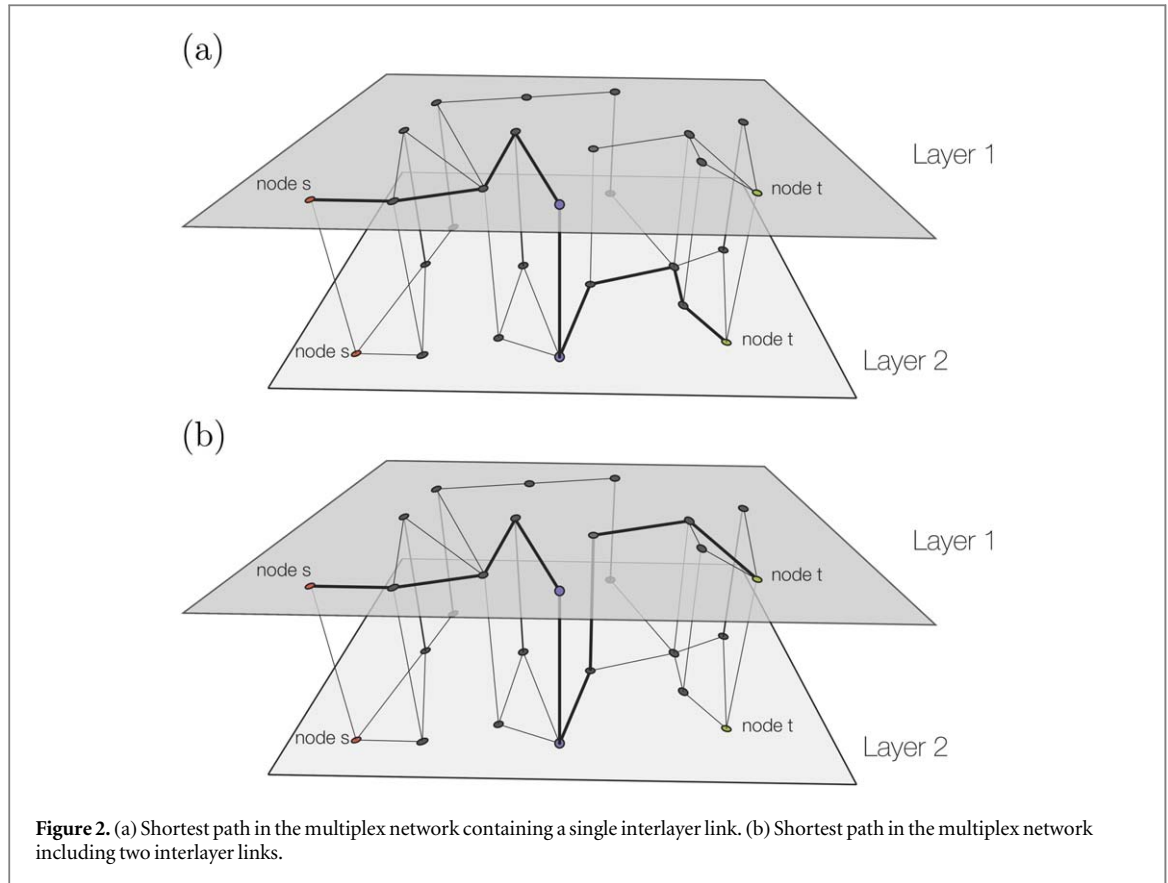 (a)
Layer 1
node s
node t
node s
node t
Layer 2
(b)
Layer 1
node s
node t
node s
node t
Layer 2
Figure 2. (a) Shortest path in the multiplex network containing a single interlayer link. (b) Shortest path in the multiplex network
including two interlayer links.